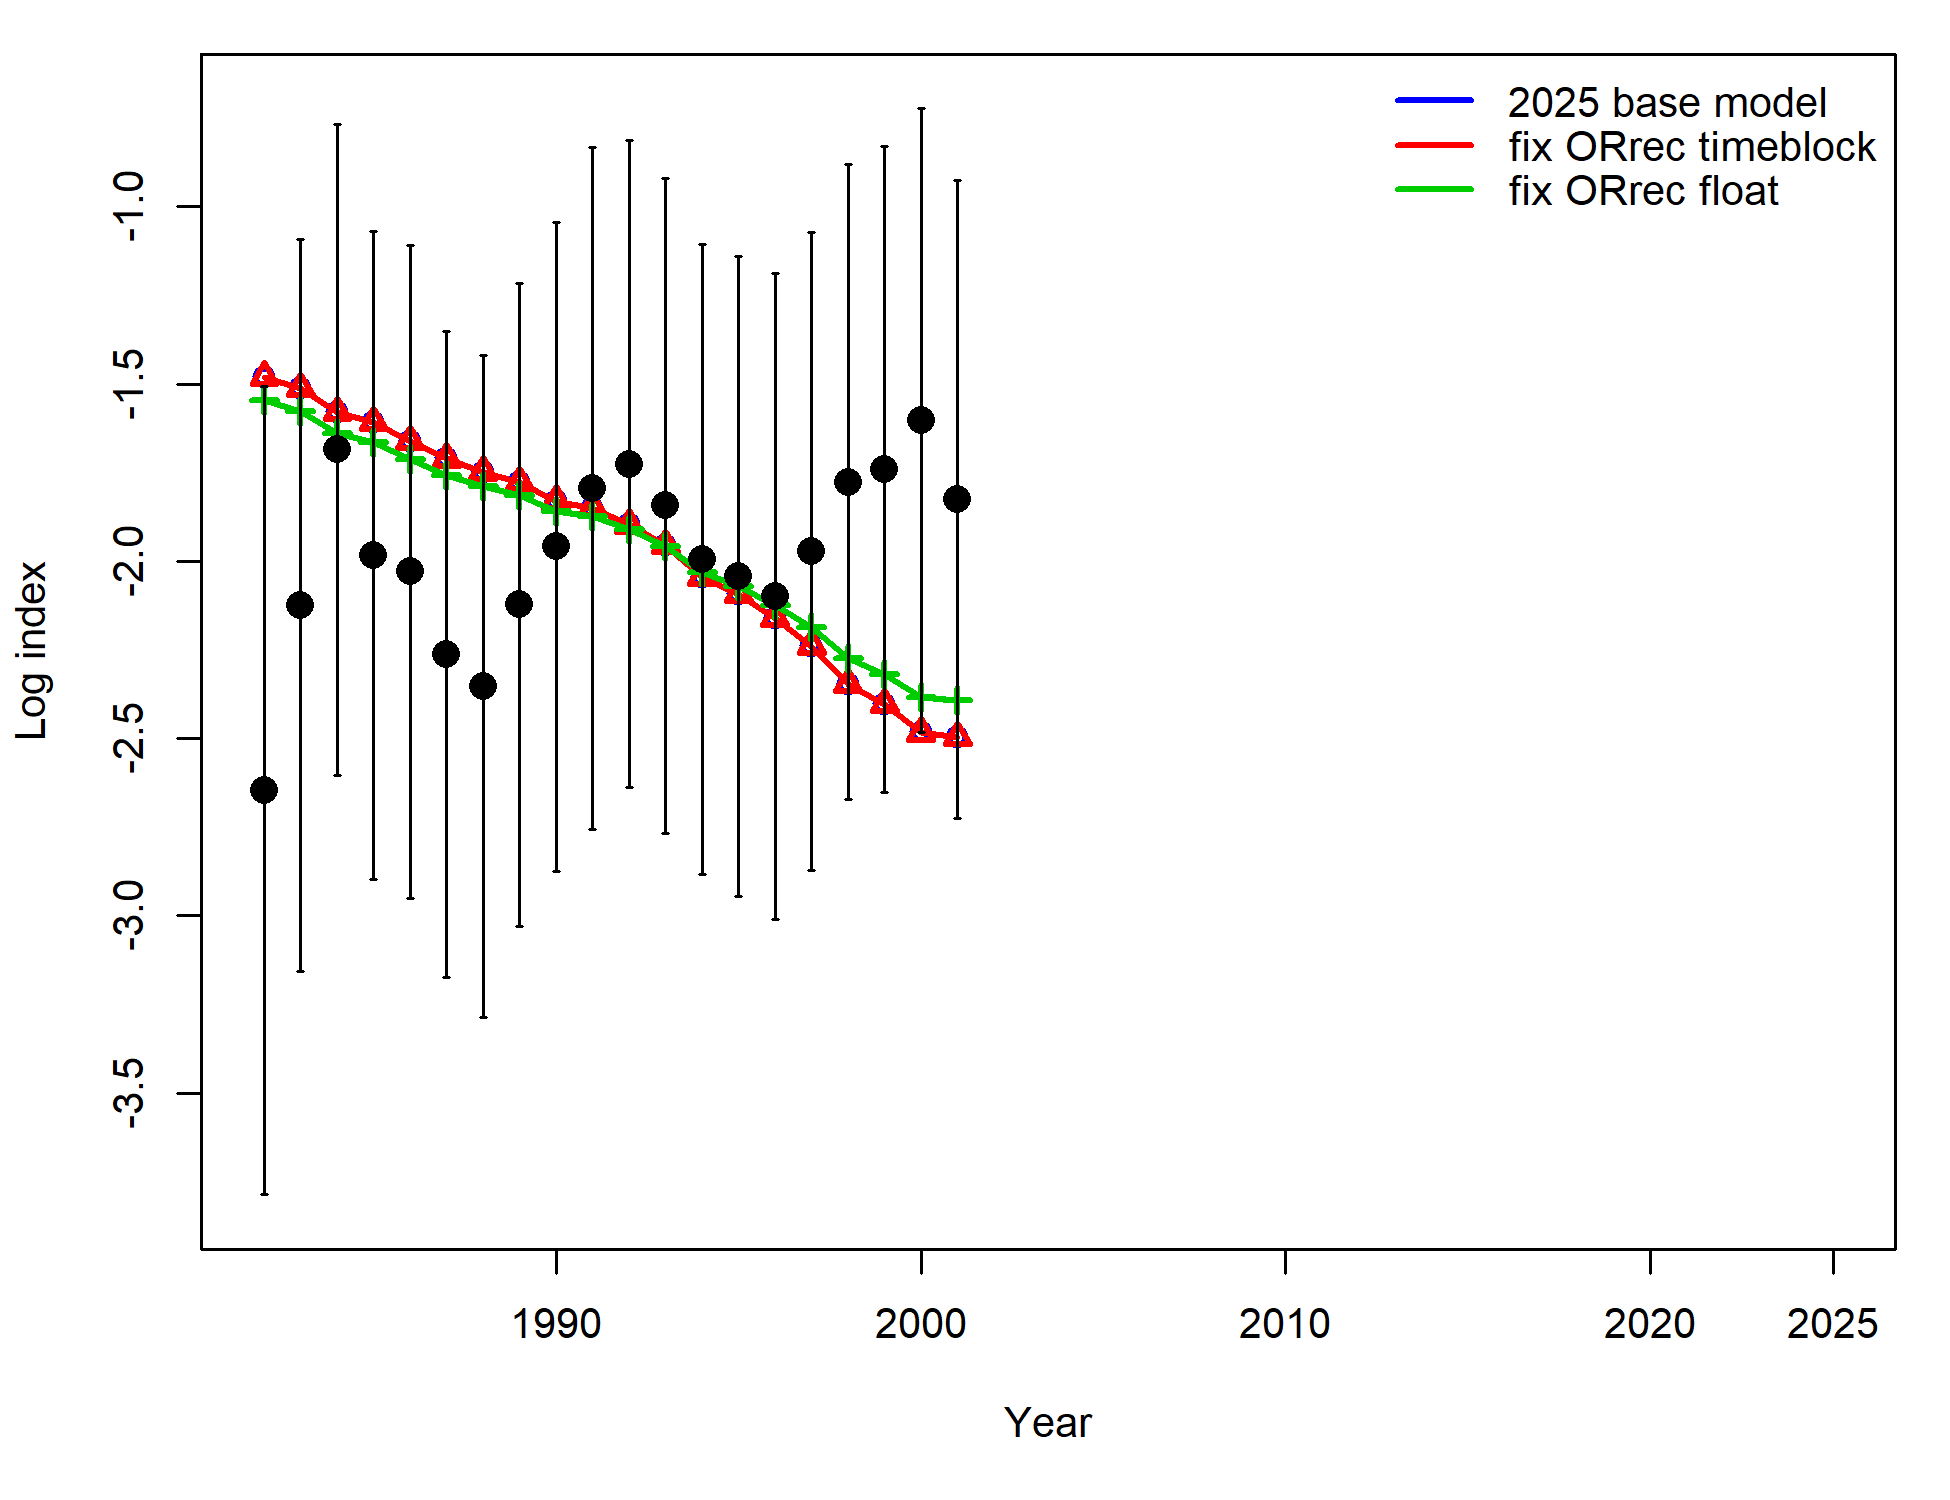 2025 base model
fix ORrec timeblock
fix ORrec float
-1.0
-1.5
-2.0
-2.5
-3.0
-3.5
Log index
1990 2000 2010 2020 2025
Year